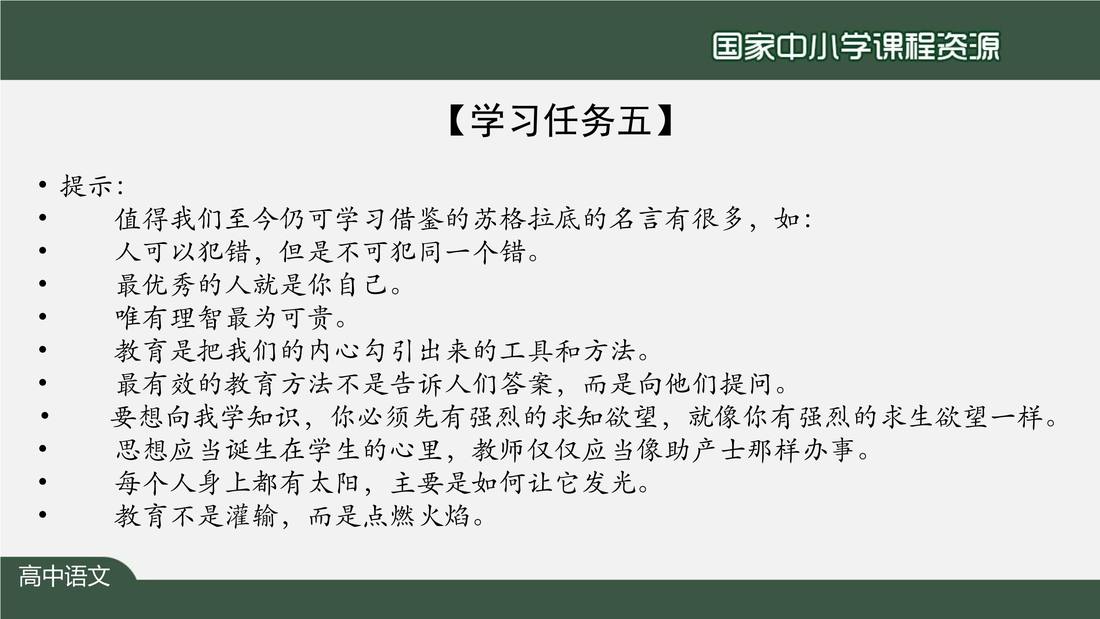 国家中小学课程资源
【学习任务五】
• 提示：
• 值得我们至今仍可学习借鉴的苏格拉底的名言有很多，如：
• 人可以犯错，但是不可犯同一个错。
• 最优秀的人就是你自己。
• 唯有理智最为可贵。
• 教育是把我们的内心勾引出来的工具和方法。
• 最有效的教育方法不是告诉人们答案，而是向他们提问。
• 要想向我学知识，你必须先有强烈的求知欲望，就像你有强烈的求生欲望一样。
• 思想应当诞生在学生的心里，教师仅仅应当像助产士那样办事。
• 每个人身上都有太阳，主要是如何让它发光。
• 教育不是灌输，而是点燃火焰。
高中语文